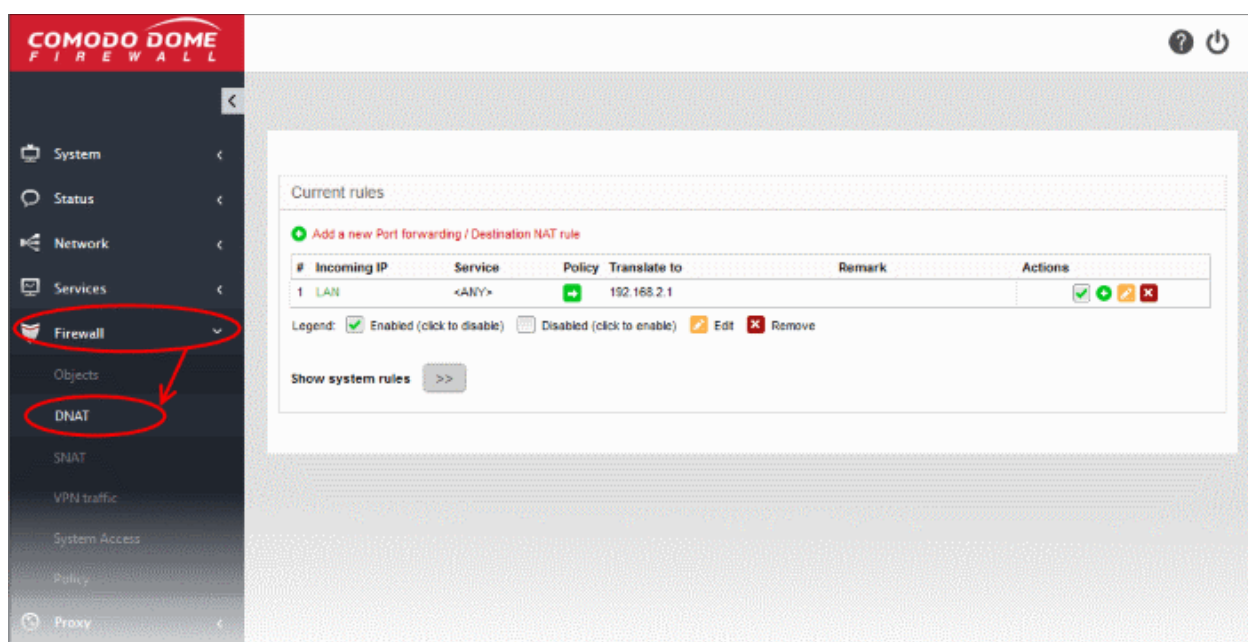 COMODO DOME
FIREWALL
System
Status
Network
Services
Firewall
Objects
DNAT
SNAT
VPN traffic
System Access
Policy
Proxy
Current rules
Add a new Port forwarding / Destination NAT rule
# Incoming IP Service Policy Translate to Remark Actions
1 LAN <ANY> 192.168.2.1
Legend: Enabled (click to disable) Disabled (click to enable) Edit Remove
Show system rules >>